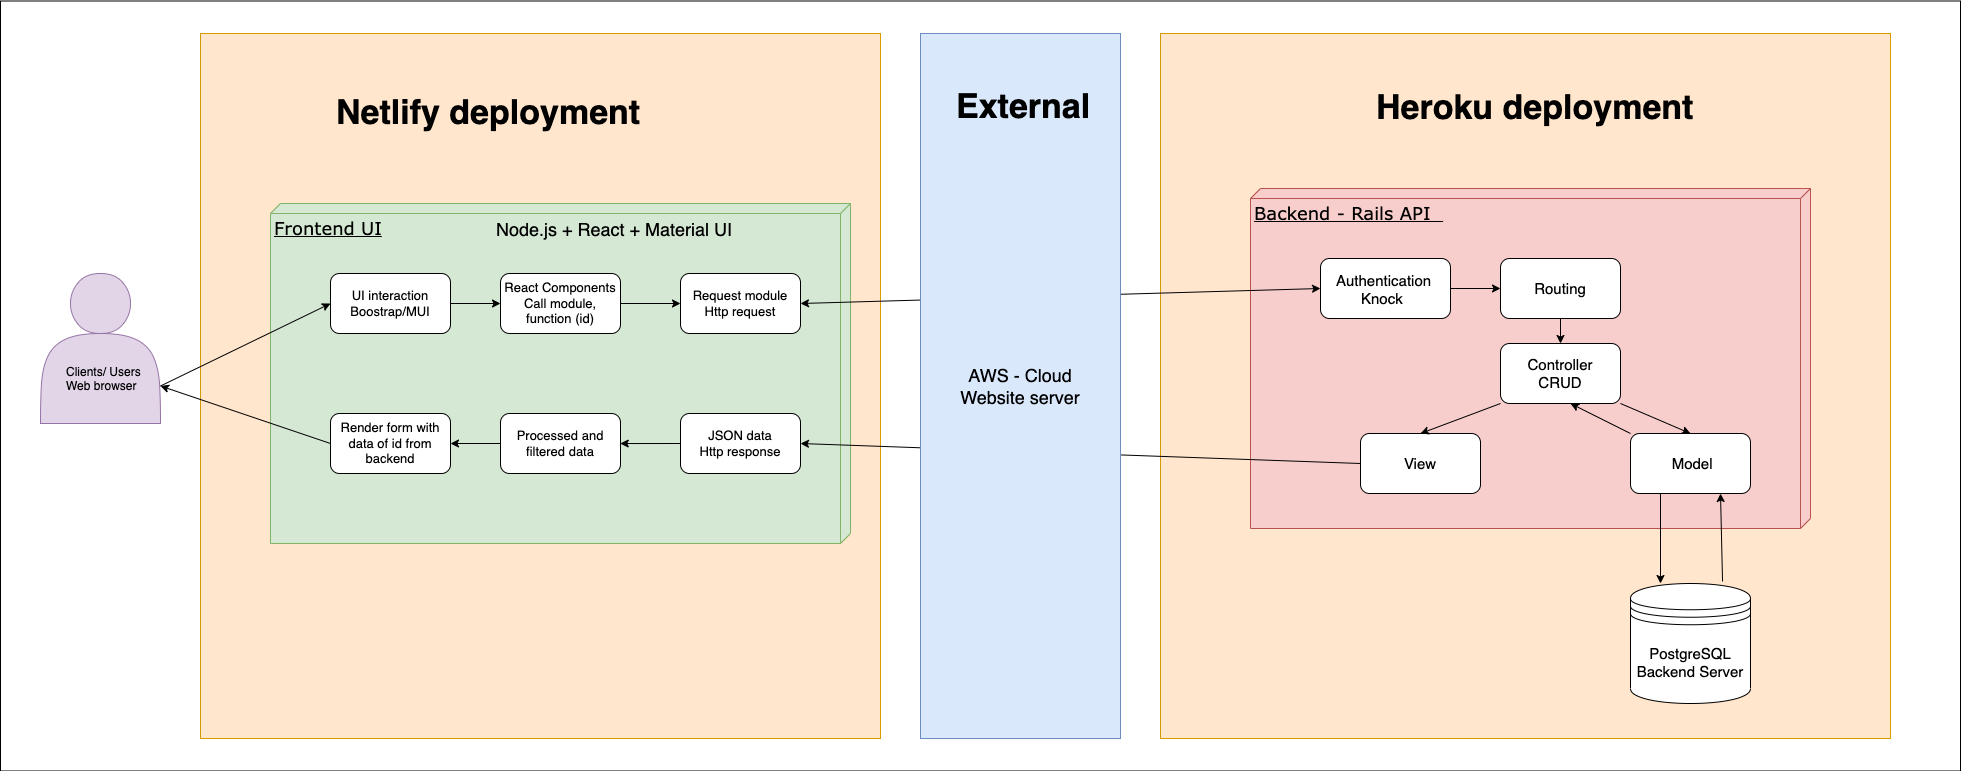 Netlify deployment
External
Heroku deployment
Frontend UI
Node.js + React + Material UI
UI interaction
Boostrap/MUI
React Components
Call module,
function (id)
Request module
Http request
Clients/ Users
Web browser
Render form with
data of id from
backend
Processed and
filtered data
JSON data
Http response
AWS - Cloud
Website server
Backend - Rails API
Authentication
Knock
Routing
Controller
CRUD
View
Model
PostgreSQL
Backend Server